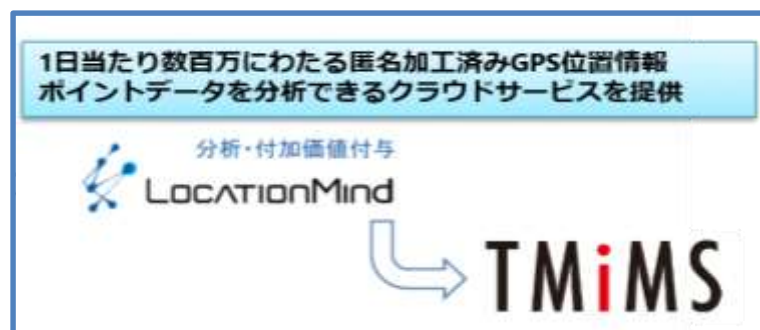 1日当たり数百万にわたる匿名加工済みGPS位置情報
ポイントデータを分析できるクラウドサービスを提供
分析・付加価値付与
LocationMind
TMiMS